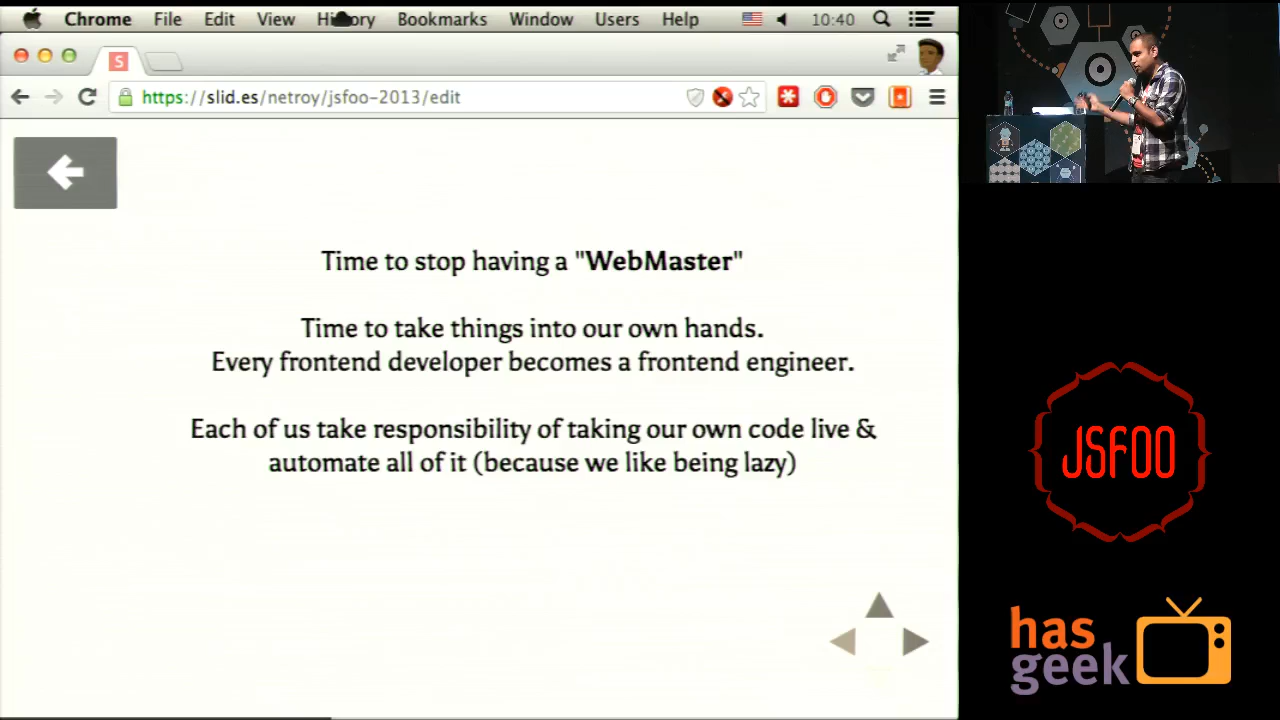 Chrome File Edit View History Bookmarks Window Users Help 10:40
S
https://slid.es/netroy/jsfoo-2013/edit
Time to stop having a "WebMaster"
Time to take things into our own hands.
Every frontend developer becomes a frontend engineer.
Each of us take responsibility of taking our own code live &
automate all of it (because we like being lazy)
JSFOO
has
geek